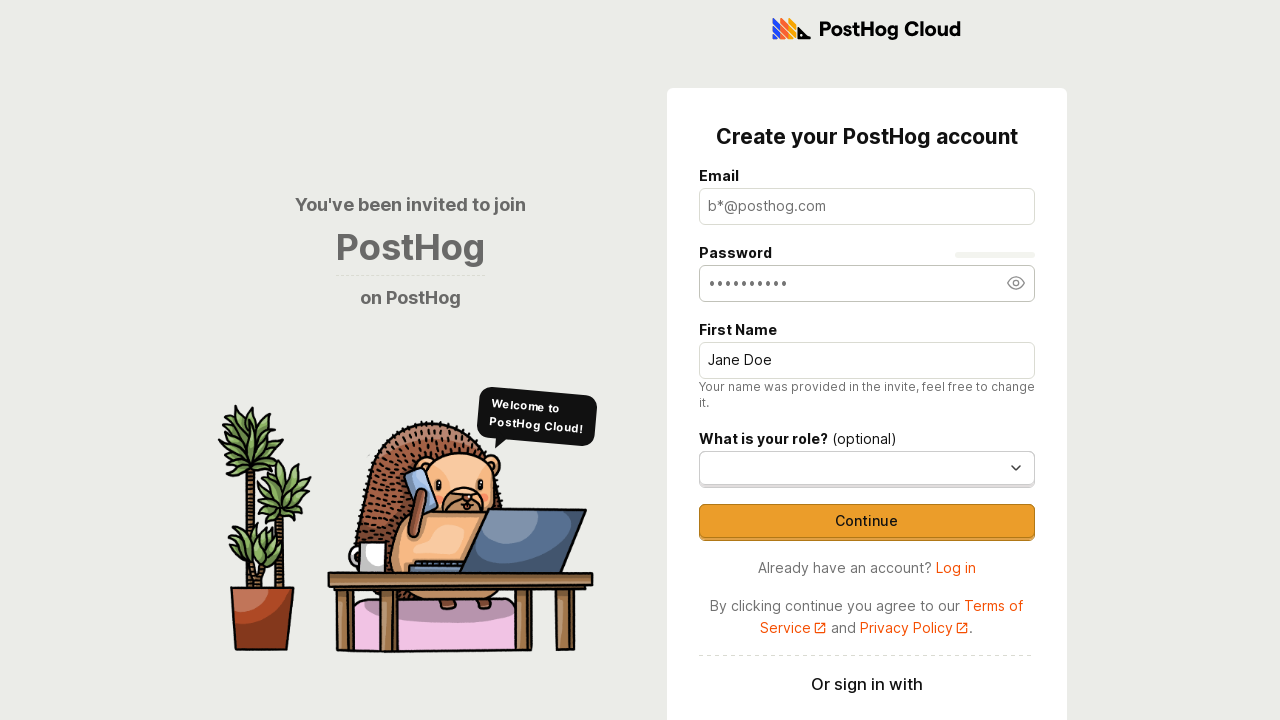 PostHog Cloud
You've been invited to join
PostHog
on PostHog
Welcome to
PostHog Cloud!
Create your PostHog account
Email
b*@posthog.com
Password
••••••••••
First Name
Jane Doe
Your name was provided in the invite, feel free to change
it.
What is your role? (optional)
Continue
Already have an account? Log in
By clicking continue you agree to our Terms of
Service and Privacy Policy.
Or sign in with